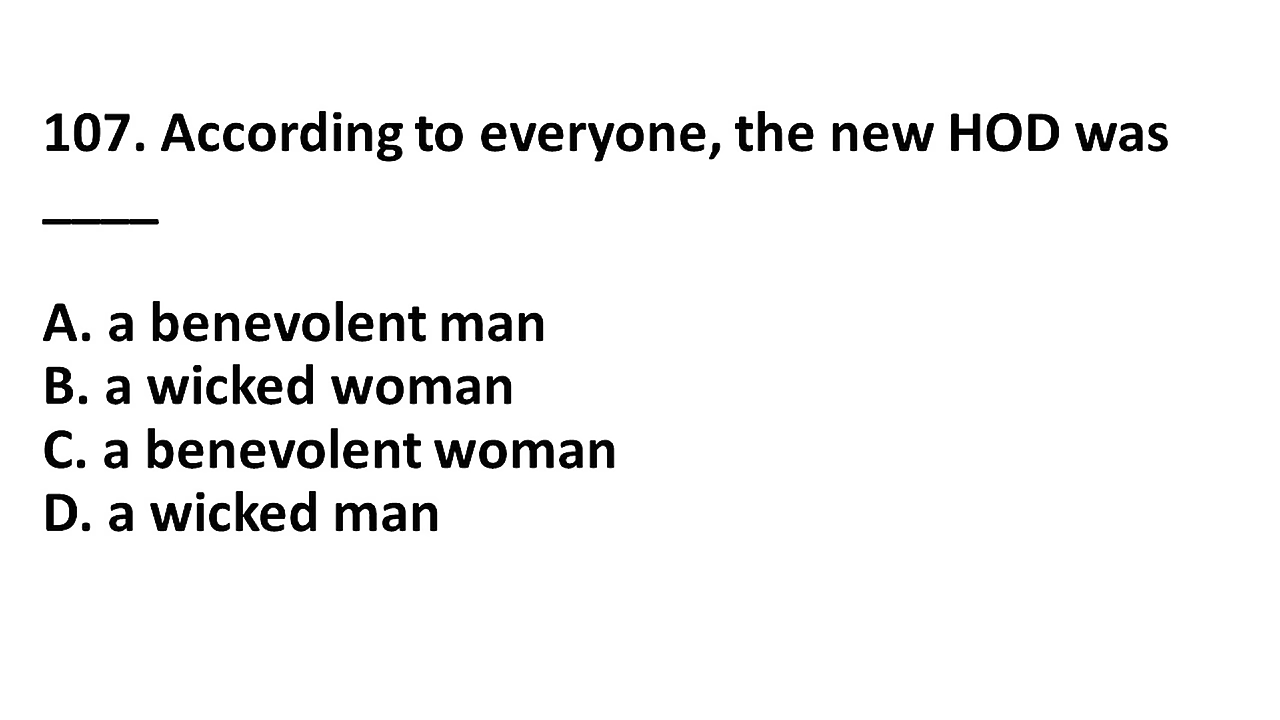 107. According to everyone, the new HOD was
____
A. a benevolent man
B. a wicked woman
C. a benevolent woman
D. a wicked man